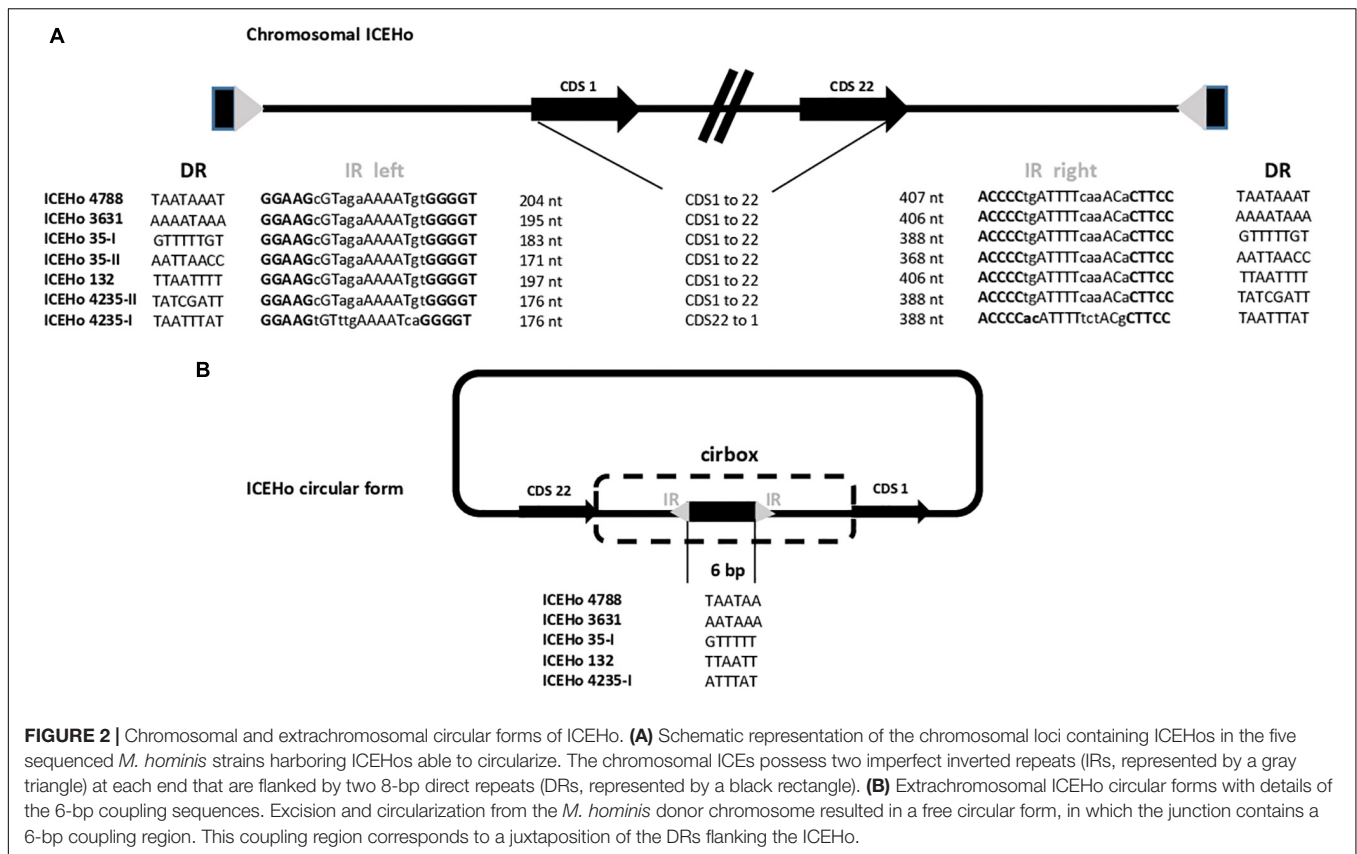 A
Chromosomal ICEHo
CDS 1
CDS 22
DR IR left IR right DR
ICEHo 4788 TAATAAAT GGAAGcGTagaAAAATgtGGGGT 204 nt CDS1 to 22 407 nt ACCCCtgATTTTcaaACaCTTCC TAATAAAT
ICEHo 3631 AAAATAAA GGAAGcGTagaAAAATgtGGGGT 195 nt CDS1 to 22 406 nt ACCCCtgATTTTcaaACaCTTCC AAAATAAA
ICEHo 35-I GTTTTTGT GGAAGcGTagaAAAATgtGGGGT 183 nt CDS1 to 22 388 nt ACCCCtgATTTTcaaACaCTTCC GTTTTTGT
ICEHo 35-II AATTAACC GGAAGcGTagaAAAATgtGGGGT 171 nt CDS1 to 22 368 nt ACCCCtgATTTTcaaACaCTTCC AATTAACC
ICEHo 132 TTAATTTT GGAAGcGTagaAAAATgtGGGGT 197 nt CDS1 to 22 406 nt ACCCCtgATTTTcaaACaCTTCC TTAATTTT
ICEHo 4235-II TATCGATT GGAAGcGTagaAAAATgtGGGGT 176 nt CDS1 to 22 388 nt ACCCCtgATTTTcaaACaCTTCC TATCGATT
ICEHo 4235-I TAATTTAT GGAAGtGTttgAAAATcaGGGGT 176 nt CDS22 to 1 388 nt ACCCCacATTTTtctACgCTTCC TAATTTAT
B
cirbox
ICEHo circular form
CDS 22
IR
IR
CDS 1
6 bp
ICEHo 4788 TAATAA
ICEHo 3631 AATAAA
ICEHo 35-I GTTTTT
ICEHo 132 TTAATT
ICEHo 4235-I ATTTAT
FIGURE 2 | Chromosomal and extrachromosomal circular forms of ICEHo. (A) Schematic representation of the chromosomal loci containing ICEHos in the five
sequenced M. hominis strains harboring ICEHos able to circularize. The chromosomal ICEs possess two imperfect inverted repeats (IRs, represented by a gray
triangle) at each end that are flanked by two 8-bp direct repeats (DRs, represented by a black rectangle). (B) Extrachromosomal ICEHo circular forms with details of
the 6-bp coupling sequences. Excision and circularization from the M. hominis donor chromosome resulted in a free circular form, in which the junction contains a
6-bp coupling region. This coupling region corresponds to a juxtaposition of the DRs flanking the ICEHo.